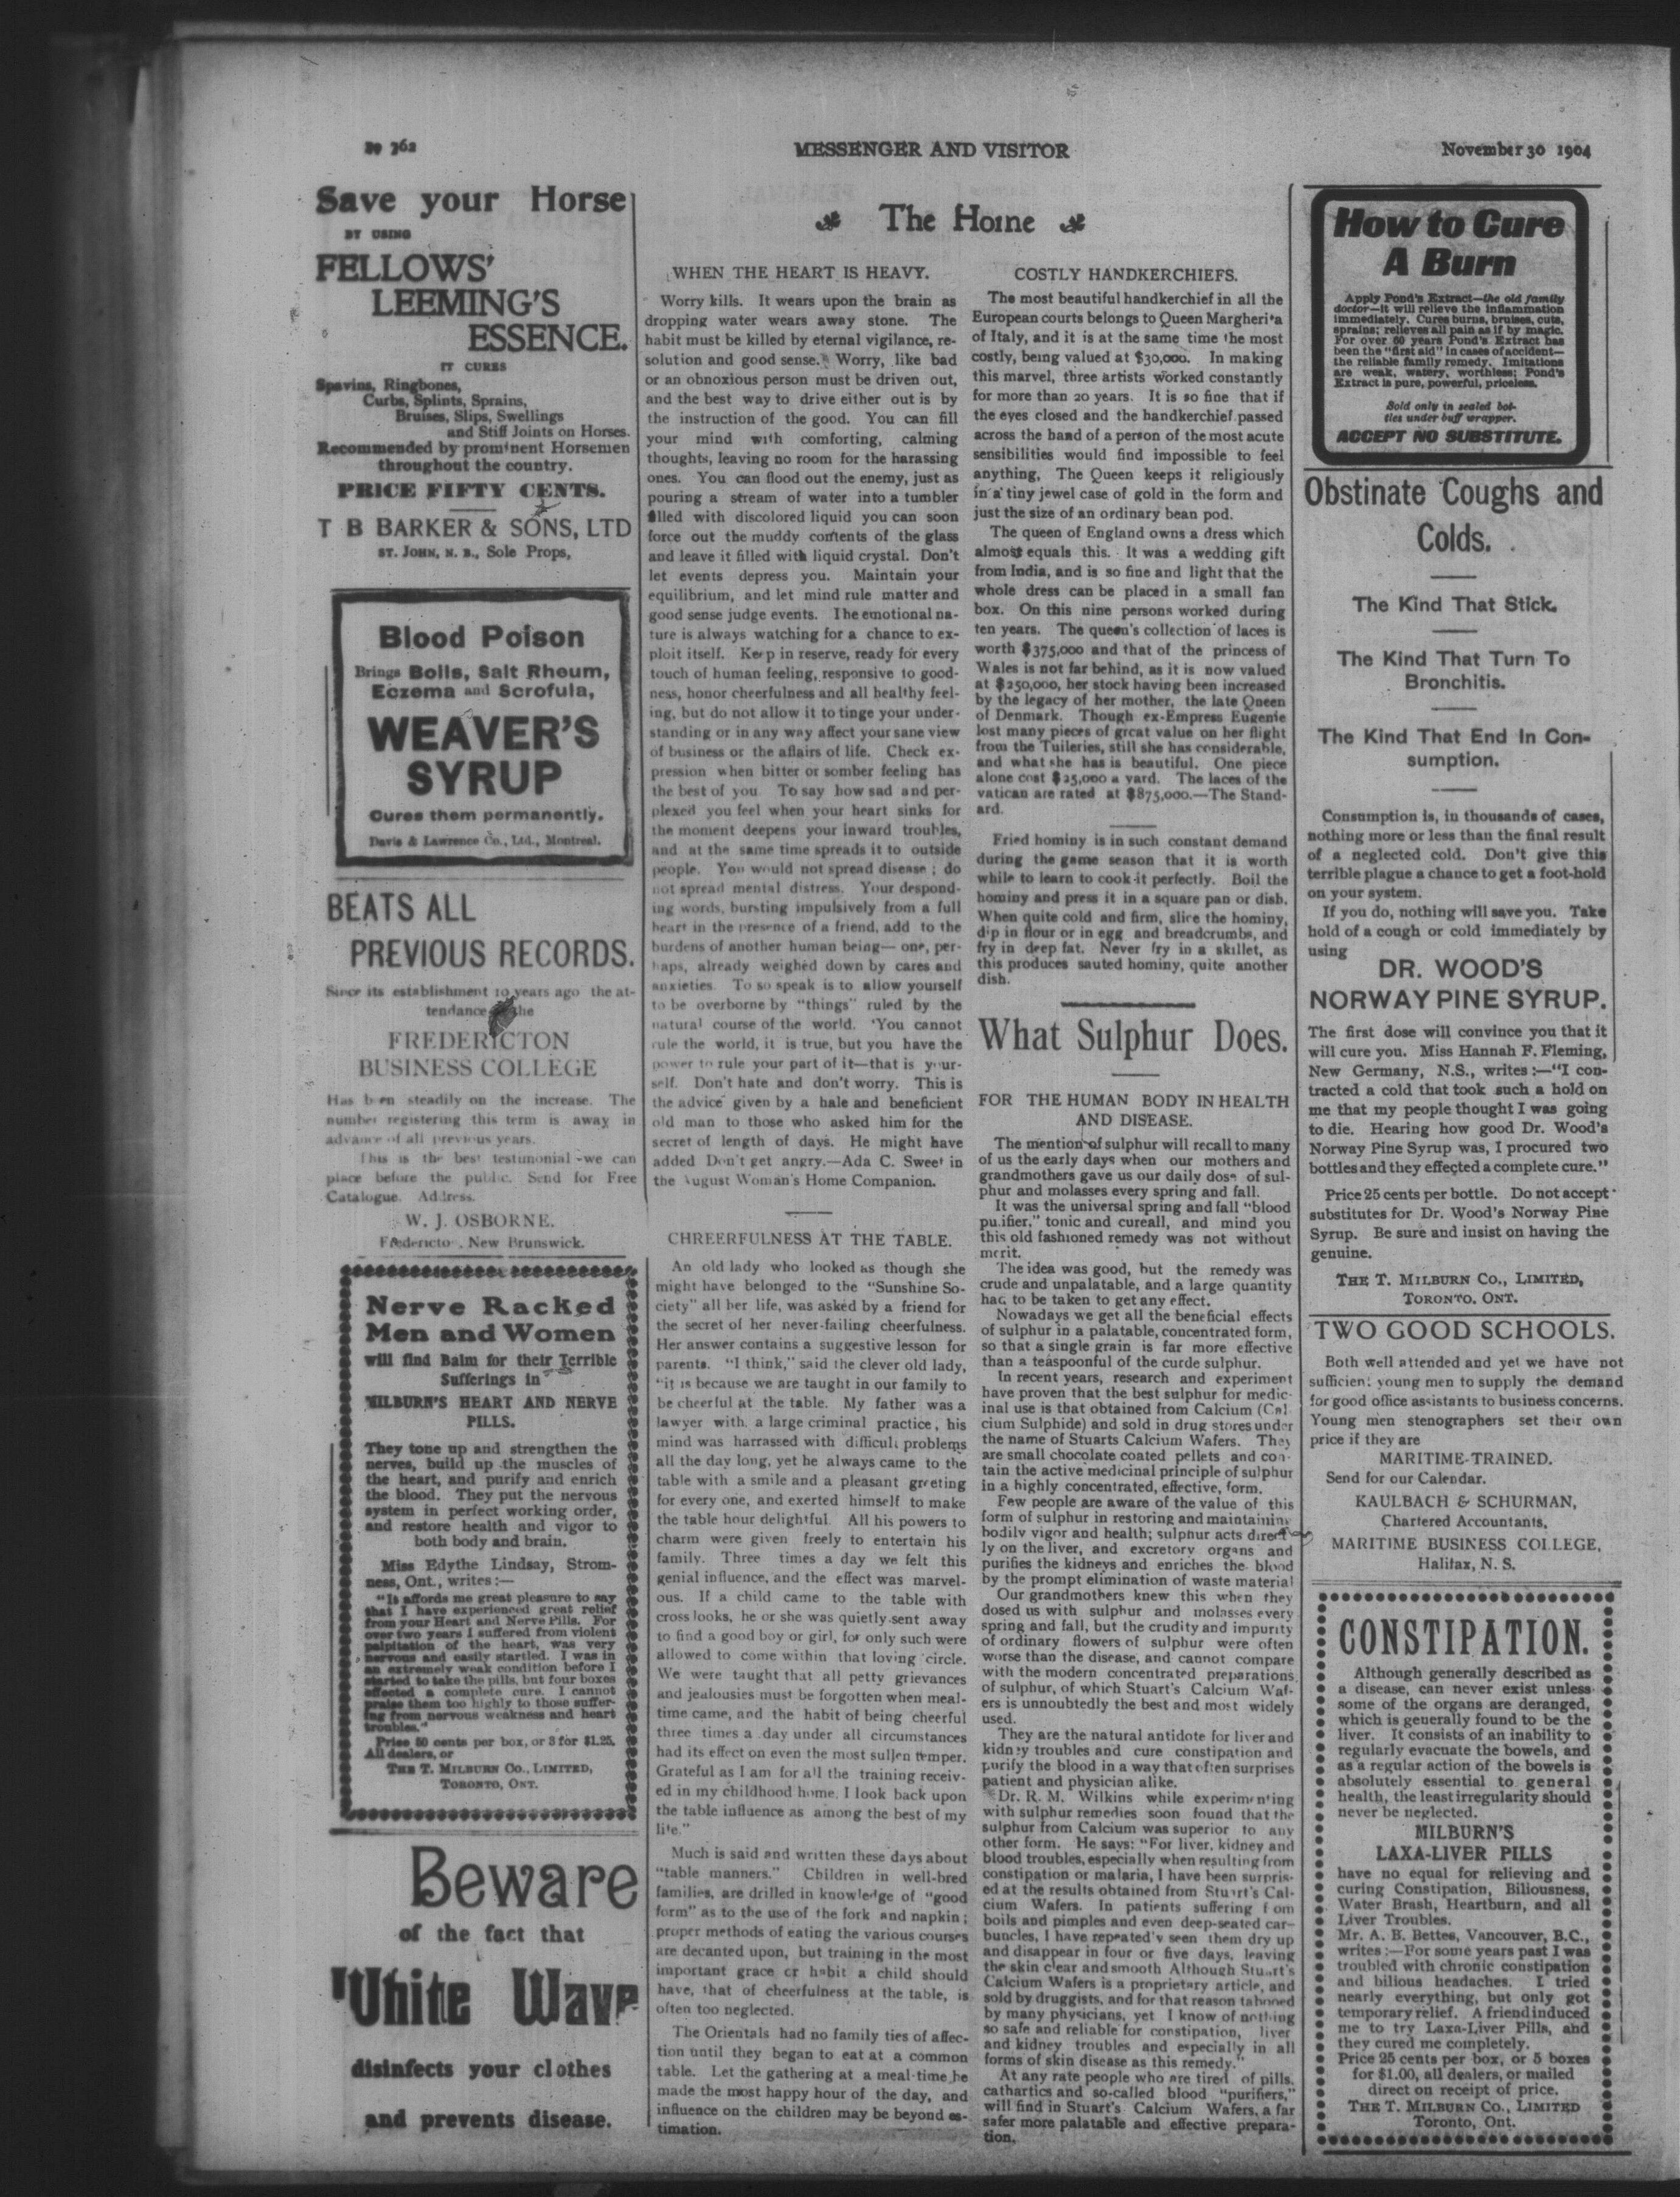 MESSENGER AND VISITOR
November 30 1904
Save your Horse
BY USING
FELLOWS'
LEEMING'S
ESSENCE.
IT CURES
Spavins, Ringbones,
Curbs, Splints, Sprains,
Bruises, Slips, Swellings
and Stiff Joints on Horses.
Recommended by prominent Horsemen
throughout the country.
PRICE FIFTY CENTS.
T B BARKER & SONS, LTD
ST. JOHN, N. B., Sole Props,
Blood Poison
Brings Boils, Salt Rheum,
Eczema and Scrofula,
WEAVER'S
SYRUP
Cures them permanently.
Davis & Lawrence Co., Ltd., Montreal.
BEATS ALL
PREVIOUS RECORDS.
Since its establishment 10 years ago the at-
tendance the
FREDERICTON
BUSINESS COLLEGE
Has b en steadily on the increase. The
number registering this term is away in
advance of all previous years.
This is the best testimonial we can
place before the public. Send for Free
Catalogue. Address.
W. J. OSBORNE.
Fredericto . New Brunswick.
Nerve Racked
Men and Women
will find Balm for their Terrible
Sufferings in
MILBURN'S HEART AND NERVE
PILLS.
They tone up and strengthen the
nerves, build up the muscles of
the heart, and purify and enrich
the blood. They put the nervous
system in perfect working order,
and restore health and vigor to
both body and brain.
Miss Edythe Lindsay, Strom-
ness, Ont., writes:—
"It affords me great pleasure to say
that I have experienced great relief
from your Heart and Nerve Pills. For
over two years I suffered from violent
palpitation of the heart, was very
nervous and easily startled. I was in
an extremely weak condition before I
started to take the pills, but four boxes
effected a complete cure. I cannot
praise them too highly to those suffer-
ing from nervous weakness and heart
troubles."
Price 50 cents per box, or 3 for $1.25.
All dealers, or
THE T. MILBURN CO., LIMITED,
TORONTO, ONT.
Beware
of the fact that
White Wave
disinfects your clothes
and prevents disease.
The Home
WHEN THE HEART IS HEAVY.
Worry kills. It wears upon the brain as
dropping water wears away stone. The
habit must be killed by eternal vigilance, re-
solution and good sense. Worry, like bad
or an obnoxious person must be driven out,
and the best way to drive either out is by
the instruction of the good. You can fill
your mind with comforting, calming
thoughts, leaving no room for the harassing
ones. You can flood out the enemy, just as
pouring a stream of water into a tumbler
filled with discolored liquid you can soon
force out the muddy contents of the glass
and leave it filled with liquid crystal. Don't
let events depress you. Maintain your
equilibrium, and let mind rule matter and
good sense judge events. The emotional na-
ture is always watching for a chance to ex-
ploit itself. Keep in reserve, ready for every
touch of human feeling, responsive to good-
ness, honor cheerfulness and all healthy feel-
ing, but do not allow it to tinge your under-
standing or in any way affect your sane view
of business or the affairs of life. Check ex-
pression when bitter or somber feeling has
the best of you To say how sad and per-
plexed you feel when your heart sinks for
the moment deepens your inward troubles,
and at the same time spreads it to outside
people. You would not spread disease ; do
not spread mental distress. Your despond-
ing words, bursting impulsively from a full
heart in the presence of a friend, add to the
burdens of another human being— one, per-
haps, already weighed down by cares and
anxieties. To so speak is to allow yourself
to be overborne by "things" ruled by the
natural course of the world. 'You cannot
rule the world, it is true, but you have the
power to rule your part of it—that is your-
self. Don't hate and don't worry. This is
the advice given by a hale and beneficient
old man to those who asked him for the
secret of length of days. He might have
added Don't get angry.—Ada C. Sweet in
the August Woman's Home Companion.
CHREERFULNESS AT THE TABLE.
An old lady who looked as though she
might have belonged to the "Sunshine So-
ciety" all her life, was asked by a friend for
the secret of her never-failing cheerfulness.
Her answer contains a suggestive lesson for
parents. "I think," said the clever old lady,
"it is because we are taught in our family to
be cheerful at the table. My father was a
lawyer with a large criminal practice , his
mind was harrassed with difficult problems
all the day long, yet he always came to the
table with a smile and a pleasant greeting
for every one, and exerted himself to make
the table hour delightful All his powers to
charm were given freely to entertain his
family. Three times a day we felt this
genial influence, and the effect was marvel-
ous. If a child came to the table with
cross looks, he or she was quietly sent away
to find a good boy or girl, for only such were
allowed to come within that loving circle.
We were taught that all petty grievances
and jealousies must be forgotten when meal-
time came, and the habit of being cheerful
three times a day under all circumstances
had its effect on even the most sullen temper.
Grateful as I am for all the training receiv-
ed in my childhood home, I look back upon
the table influence as among the best of my
life."
Much is said and written these days about
"table manners." Children in well-bred
families, are drilled in knowledge of "good
form" as to the use of the fork and napkin ;
proper methods of eating the various courses
are decanted upon, but training in the most
important grace or habit a child should
have, that of cheerfulness at the table, is
often too neglected.
The Orientals had no family ties of affec-
tion until they began to eat at a common
table. Let the gathering at a meal-time be
made the most happy hour of the day, and
influence on the children may be beyond es-
timation.
COSTLY HANDKERCHIEFS.
The most beautiful handkerchief in all the
European courts belongs to Queen Margherita
of Italy, and it is at the same time the most
costly, being valued at $30,000. In making
this marvel, three artists worked constantly
for more than 20 years. It is so fine that if
the eyes closed and the handkerchief passed
across the hand of a person of the most acute
sensibilities would find impossible to feel
anything, The Queen keeps it religiously
in a tiny jewel case of gold in the form and
just the size of an ordinary bean pod.
The queen of England owns a dress which
almost equals this. It was a wedding gift
from India, and is so fine and light that the
whole dress can be placed in a small fan
box. On this nine persons worked during
ten years. The queen's collection of laces is
worth $375,000 and that of the princess of
Wales is not far behind, as it is now valued
at $250,000, her stock having been increased
by the legacy of her mother, the late Queen
of Denmark. Though ex-Empress Eugenie
lost many pieces of great value on her flight
from the Tuileries, still she has considerable,
and what she has is beautiful. One piece
alone cost $25,000 a yard. The laces of the
vatican are rated at $875,000.—The Stand-
ard.
Fried hominy is in such constant demand
during the game season that it is worth
while to learn to cook it perfectly. Boil the
hominy and press it in a square pan or dish.
When quite cold and firm, slice the hominy,
dip in flour or in egg and breadcrumbs, and
fry in deep fat. Never fry in a skillet, as
this produces sauted hominy, quite another
dish.
What Sulphur Does.
FOR THE HUMAN BODY IN HEALTH
AND DISEASE.
The mention of sulphur will recall to many
of us the early days when our mothers and
grandmothers gave us our daily dose of sul-
phur and molasses every spring and fall.
It was the universal spring and fall "blood
pu.ifier," tonic and cureall, and mind you
this old fashioned remedy was not without
merit.
The idea was good, but the remedy was
crude and unpalatable, and a large quantity
had to be taken to get any effect.
Nowadays we get all the beneficial effects
of sulphur in a palatable, concentrated form,
so that a single grain is far more effective
than a teaspoonful of the curde sulphur.
In recent years, research and experiment
have proven that the best sulphur for medic-
inal use is that obtained from Calcium (Cal-
cium Sulphide) and sold in drug stores under
the name of Stuarts Calcium Wafers. They
are small chocolate coated pellets and con-
tain the active medicinal principle of sulphur
in a highly concentrated, effective, form.
Few people are aware of the value of this
form of sulphur in restoring and maintaining
bodily vigor and health; sulphur acts direct
ly on the liver, and excretory organs and
purifies the kidneys and enriches the blood
by the prompt elimination of waste material
Our grandmothers knew this when they
dosed us with sulphur and molasses every
spring and fall, but the crudity and impurity
of ordinary flowers of sulphur were often
worse than the disease, and cannot compare
with the modern concentrated preparations
of sulphur, of which Stuart's Calcium Waf-
ers is unnoubtedly the best and most widely
used.
They are the natural antidote for liver and
kidney troubles and cure constipation and
purify the blood in a way that often surprises
patient and physician alike.
Dr. R. M. Wilkins while experimenting
with sulphur remedies soon found that the
sulphur from Calcium was superior to any
other form. He says: "For liver, kidney and
blood troubles, especially when resulting from
constipation or malaria, I have been surpris-
ed at the results obtained from Stuart's Cal-
cium Wafers. In patients suffering f om
boils and pimples and even deep-seated car-
buncles, I have repeated'v seen them dry up
and disappear in four or five days, leaving
the skin clear and smooth Although Stuart's
Calcium Wafers is a proprietary article, and
sold by druggists, and for that reason tabooed
by many physicians, yet I know of nothing
so safe and reliable for constipation, liver
and kidney troubles and especially in all
forms of skin disease as this remedy."
At any rate people who are tired of pills,
cathartics and so-called blood "purifiers,"
will find in Stuart's Calcium Wafers, a far
safer more palatable and effective prepara-
tion.
How to Cure
A Burn
Apply Pond's Extract—the old family
doctor—it will relieve the inflammation
immediately. Cures burns, bruises, cuts,
sprains; relieves all pain as if by magic.
For over 60 years Pond's Extract has
been the "first aid" in cases of accident—
the reliable family remedy. Imitations
are weak, watery, worthless; Pond's
Extract is pure, powerful, priceless.
Sold only in sealed bot-
tles under buff wrapper.
ACCEPT NO SUBSTITUTE.
Obstinate Coughs and
Colds.
The Kind That Stick.
The Kind That Turn To
Bronchitis.
The Kind That End In Con-
sumption.
Consumption is, in thousands of cases,
nothing more or less than the final result
of a neglected cold. Don't give this
terrible plague a chance to get a foot-hold
on your system.
If you do, nothing will save you. Take
hold of a cough or cold immediately by
using
DR. WOOD'S
NORWAY PINE SYRUP.
The first dose will convince you that it
will cure you. Miss Hannah F. Fleming,
New Germany, N.S., writes:—"I con-
tracted a cold that took such a hold on
me that my people thought I was going
to die. Hearing how good Dr. Wood's
Norway Pine Syrup was, I procured two
bottles and they effected a complete cure."
Price 25 cents per bottle. Do not accept
substitutes for Dr. Wood's Norway Pine
Syrup. Be sure and insist on having the
genuine.
THE T. MILBURN CO., LIMITED,
TORONTO, ONT.
TWO GOOD SCHOOLS.
Both well attended and yet we have not
sufficient young men to supply the demand
for good office assistants to business concerns.
Young men stenographers set their own
price if they are
MARITIME-TRAINED.
Send for our Calendar.
KAULBACH & SCHURMAN,
Chartered Accountants,
MARITIME BUSINESS COLLEGE,
Halifax, N. S.
CONSTIPATION.
Although generally described as
a disease, can never exist unless
some of the organs are deranged,
which is generally found to be the
liver. It consists of an inability to
regularly evacuate the bowels, and
as a regular action of the bowels is
absolutely essential to general
health, the least irregularity should
never be neglected.
MILBURN'S
LAXA-LIVER PILLS
have no equal for relieving and
curing Constipation, Biliousness,
Water Brash, Heartburn, and all
Liver Troubles.
Mr. A. B. Bettes, Vancouver, B.C.,
writes:—For some years past I was
troubled with chronic constipation
and bilious headaches. I tried
nearly everything, but only got
temporary relief. A friend induced
me to try Laxa-Liver Pills, and
they cured me completely.
Price 25 cents per box, or 5 boxes
for $1.00, all dealers, or mailed
direct on receipt of price.
THE T. MILBURN CO., LIMITED
Toronto, Ont.